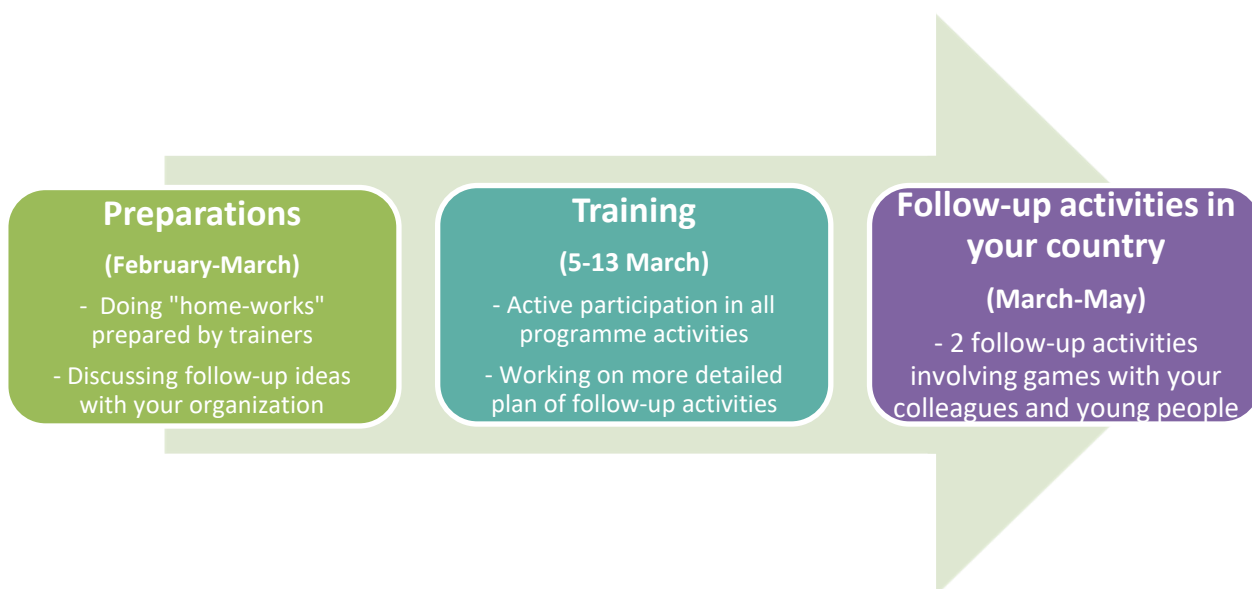 Preparations
(February-March)
- Doing "home-works"
prepared by trainers
- Discussing follow-up ideas
with your organization
Training
(5-13 March)
- Active participation in all
programme activities
- Working on more detailed
plan of follow-up activities
Follow-up activities in
your country
(March-May)
- 2 follow-up activities
involving games with your
colleagues and young people